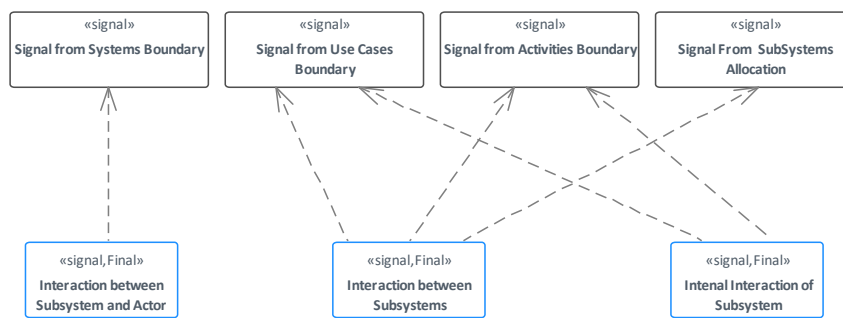 «signal»
Signal from Systems Boundary
«signal»
Signal from Use Cases
Boundary
«signal»
Signal from Activities Boundary
«signal»
Signal From SubSystems
Allocation
«signal,Final»
Interaction between
Subsystem and Actor
«signal,Final»
Interaction between
Subsystems
«signal,Final»
Intenal Interaction of
Subsystem